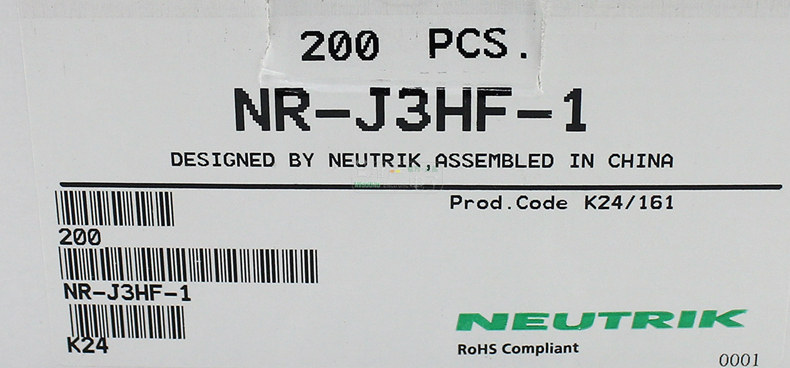 200 PCS.
NR-J3HF-1
DESIGNED BY NEUTRIK,ASSEMBLED IN CHINA
Prod.Code K24/161
200
NR-J3HF-1
K24
NEUTRIK
RoHS Compliant
0001